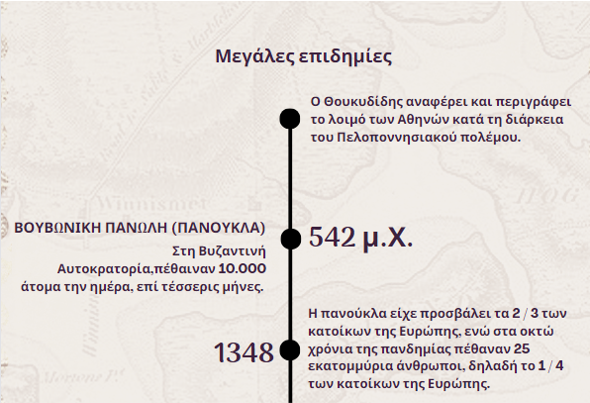 Μεγάλες επιδημίες
Ο Θουκυδίδης αναφέρει και περιγράφει
το λοιμό των Αθηνών κατά τη διάρκεια
του Πελοποννησιακού πολέμου.
ΒΟΥΒΩΝΙΚΗ ΠΑΝΩΛΗ (ΠΑΝΟΥΚΛΑ)
Στη Βυζαντινή
Αυτοκρατορία,πέθαιναν 10.000
άτομα την ημέρα, επί τέσσερις μήνες.
542 μ.Χ.
1348
Η πανούκλα είχε προσβάλει τα 2 / 3 των
κατοίκων της Ευρώπης, ενώ στα οκτώ
χρόνια της πανδημίας πέθαναν 25
εκατομμύρια άνθρωποι, δηλαδή το 1 / 4
των κατοίκων της Ευρώπης.